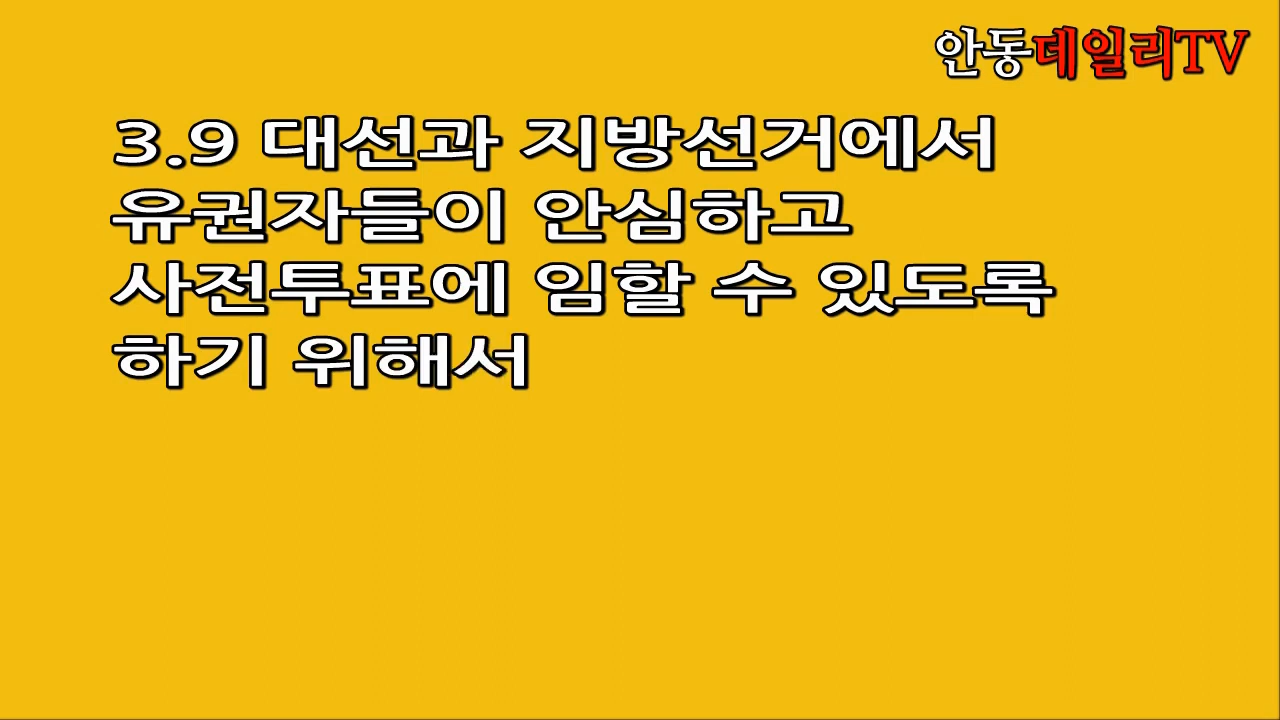 안동데일리TV
3.9 대선과 지방선거에서
유권자들이 안심하고
사전투표에 임할 수 있도록
하기 위해서